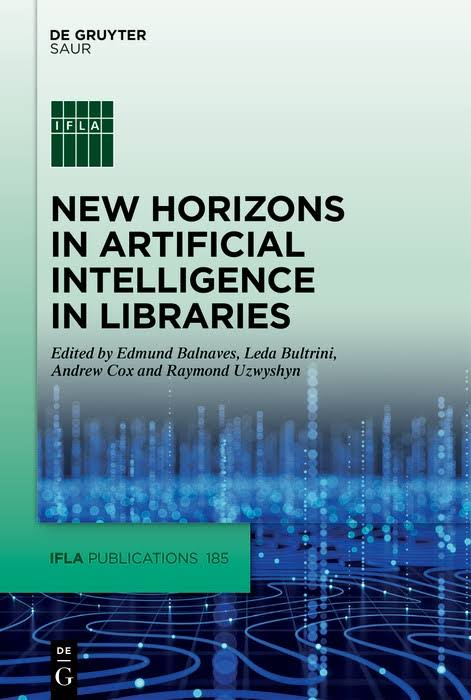 DE GRUYTER
SAUR
IFLA
NEW HORIZONS
IN ARTIFICIAL
INTELLIGENCE
IN LIBRARIES
Edited by Edmund Balnaves, Leda Bultrini,
Andrew Cox and Raymond Uzwyshyn
IFLA PUBLICATIONS 185
DE
G